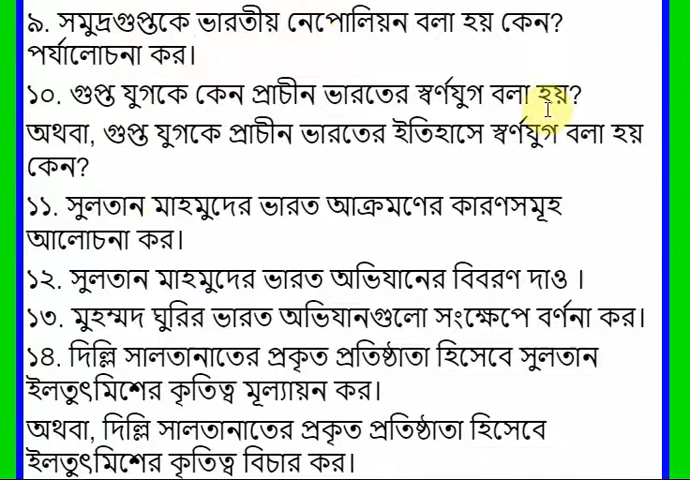 ৯. সমুদ্রগুপ্তকে ভারতীয় নেপোলিয়ন বলা হয় কেন?
পর্যালোচনা কর।
১০. গুপ্ত যুগকে কেন প্রাচীন ভারতের স্বর্ণযুগ বলা হয়?
অথবা, গুপ্ত যুগকে প্রাচীন ভারতের ইতিহাসে স্বর্ণযুগ বলা হয়
কেন?
১১. সুলতান মাহমুদের ভারত আক্রমণের কারণসমূহ
আলোচনা কর।
১২. সুলতান মাহমুদের ভারত অভিযানের বিবরণ দাও ।
১৩. মুহম্মদ ঘুরির ভারত অভিযানগুলো সংক্ষেপে বর্ণনা কর।
১৪. দিল্লি সালতানাতের প্রকৃত প্রতিষ্ঠাতা হিসেবে সুলতান
ইলতুৎমিশের কৃতিত্ব মূল্যায়ন কর।
অথবা, দিল্লি সালতানাতের প্রকৃত প্রতিষ্ঠাতা হিসেবে
ইলতুৎমিশের কৃতিত্ব বিচার কর।